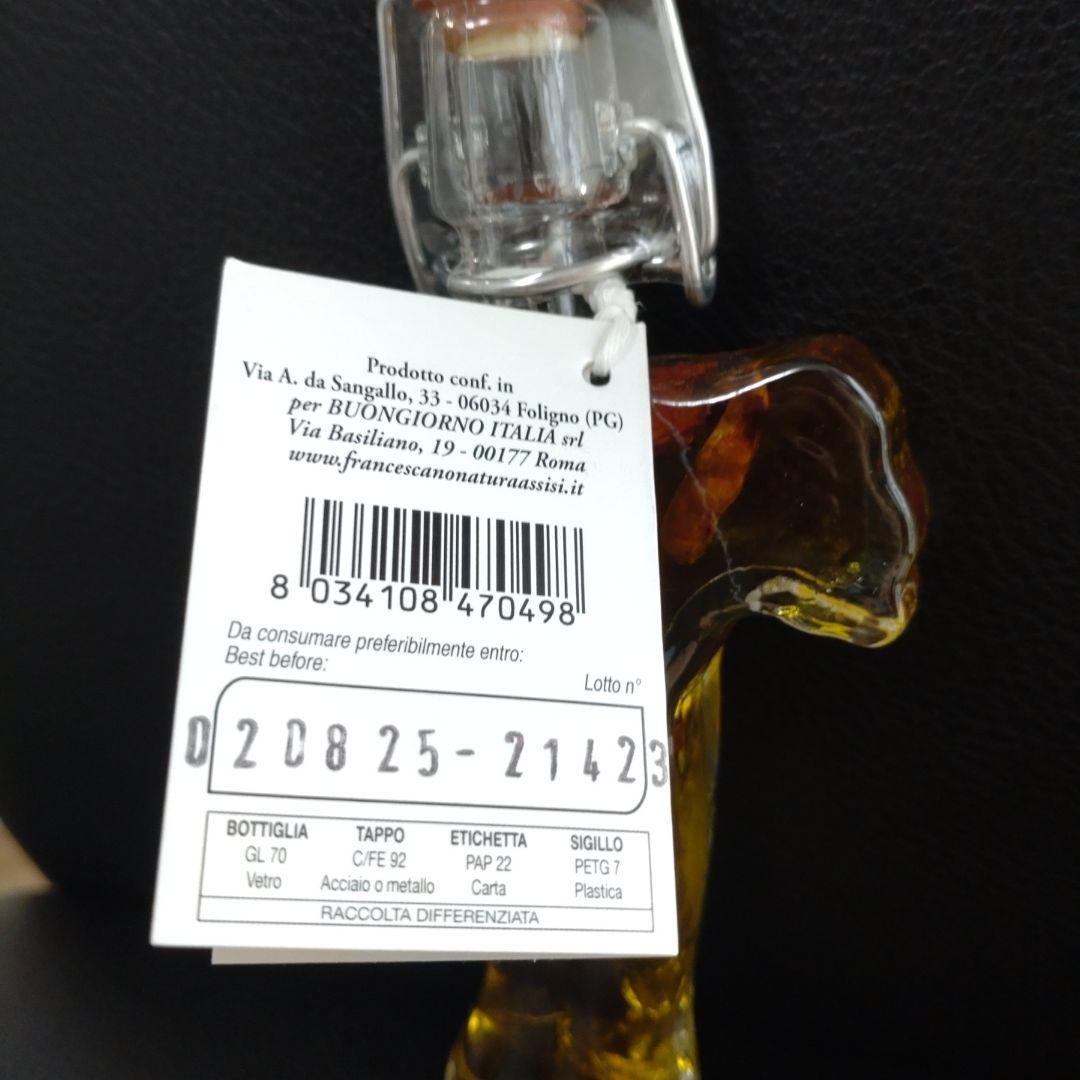 Prodotto conf. in
Via A. da Sangallo, 33 - 06034 Foligno (PG)
per BUONGIORNO ITALIA srl
Via Basiliano, 19 - 00177 Roma
www.francescanonaturaassisi.it
8 034108 470498
Da consumare preferibilmente entro:
Best before:
Lotto n°
020825-21423
BOTTIGLIA TAPPO ETICHETTA SIGILLO
GL 70 C/FE 92 PAP 22 PETG 7
Vetro Acciaio o metallo Carta Plastica
RACCOLTA DIFFERENZIATA